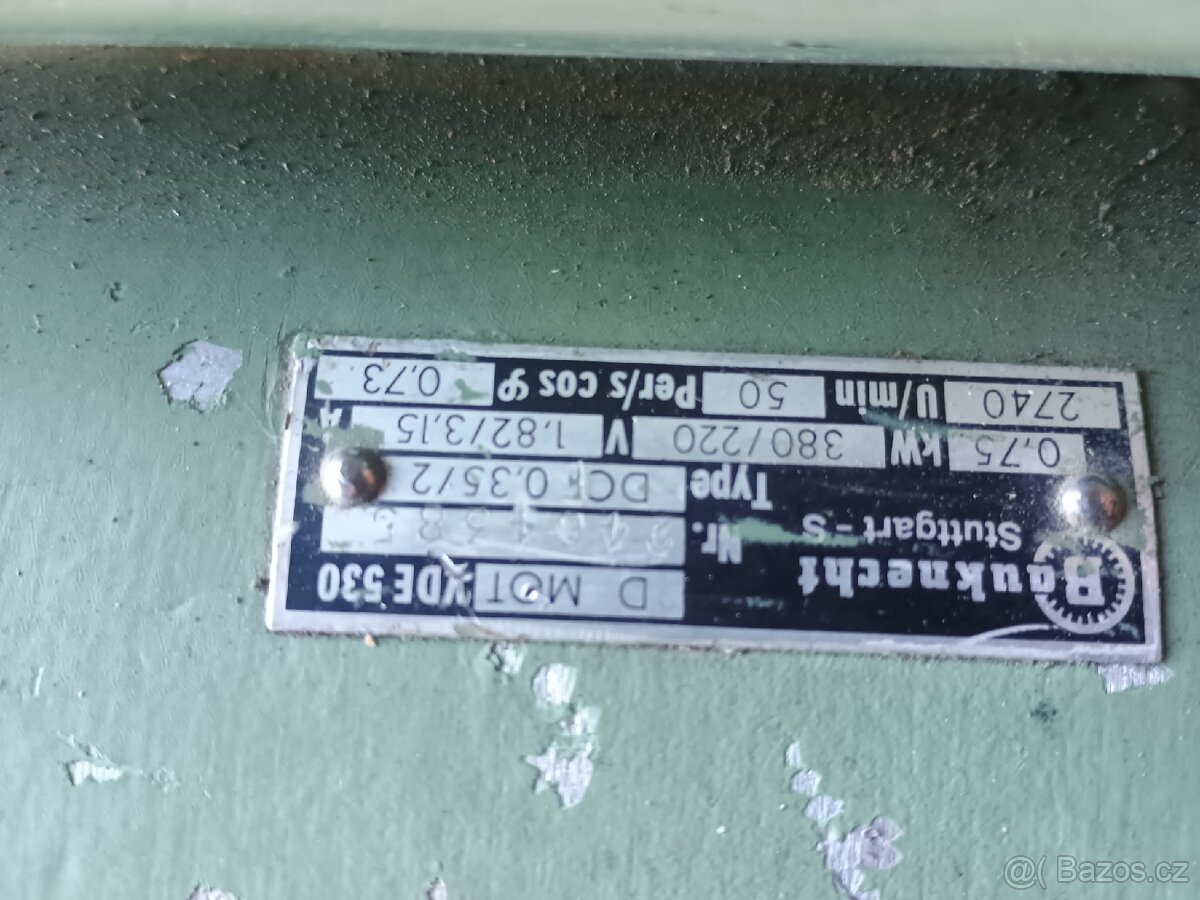 Bauknecht D MOT VDE 530
Stuttgart - S Nr.
Type DCF 0,35/2
0,75 kW 380/220 V 1.82/3,15 A
2740 U/min 50 Per/s cos φ 0,73
@( Bazos.cz